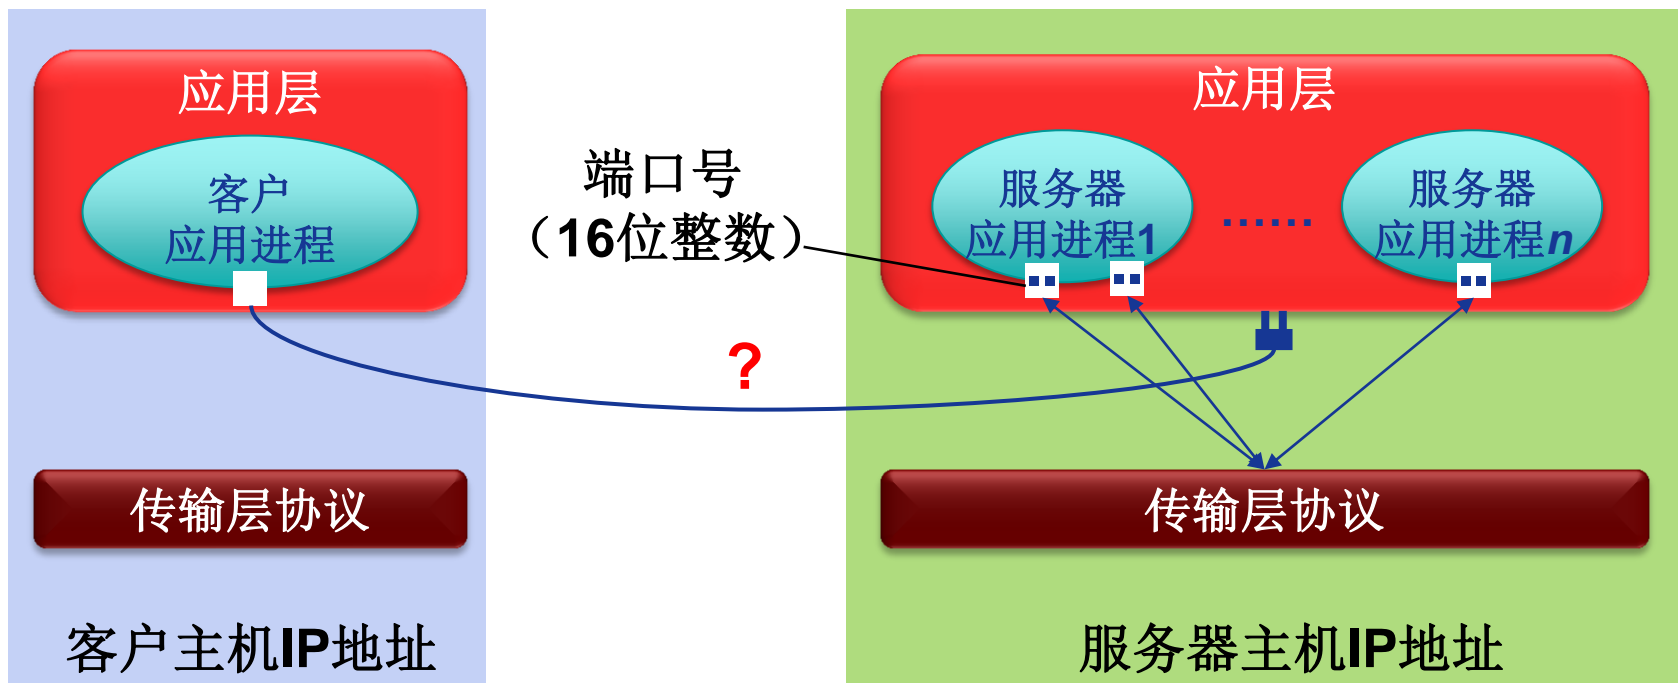 应用层
客户
应用进程
端口号
（16位整数）
应用层
服务器
应用进程1
......
服务器
应用进程n
?
传输层协议
传输层协议
客户主机IP地址
服务器主机IP地址